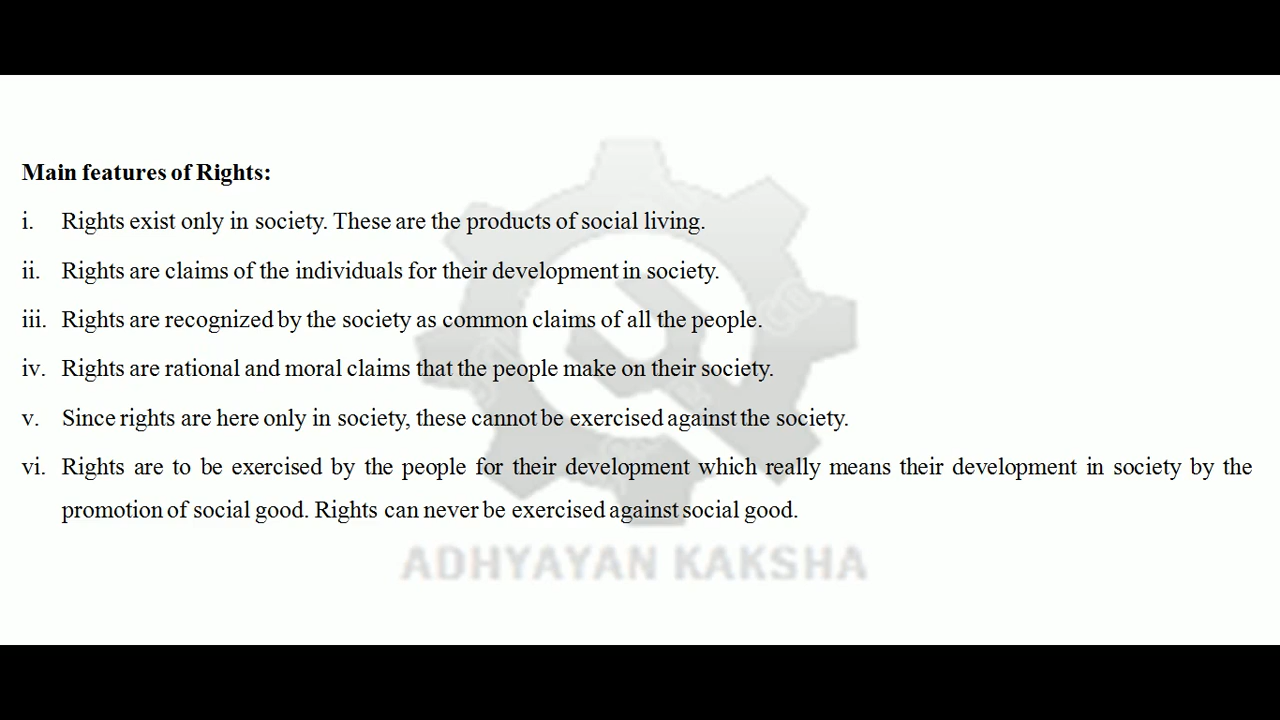 Main features of Rights:
i. Rights exist only in society. These are the products of social living.
ii. Rights are claims of the individuals for their development in society.
iii. Rights are recognized by the society as common claims of all the people.
iv. Rights are rational and moral claims that the people make on their society.
v. Since rights are here only in society, these cannot be exercised against the society.
vi. Rights are to be exercised by the people for their development which really means their development in society by the
promotion of social good. Rights can never be exercised against social good.
ADHYAYAN KAKSHA